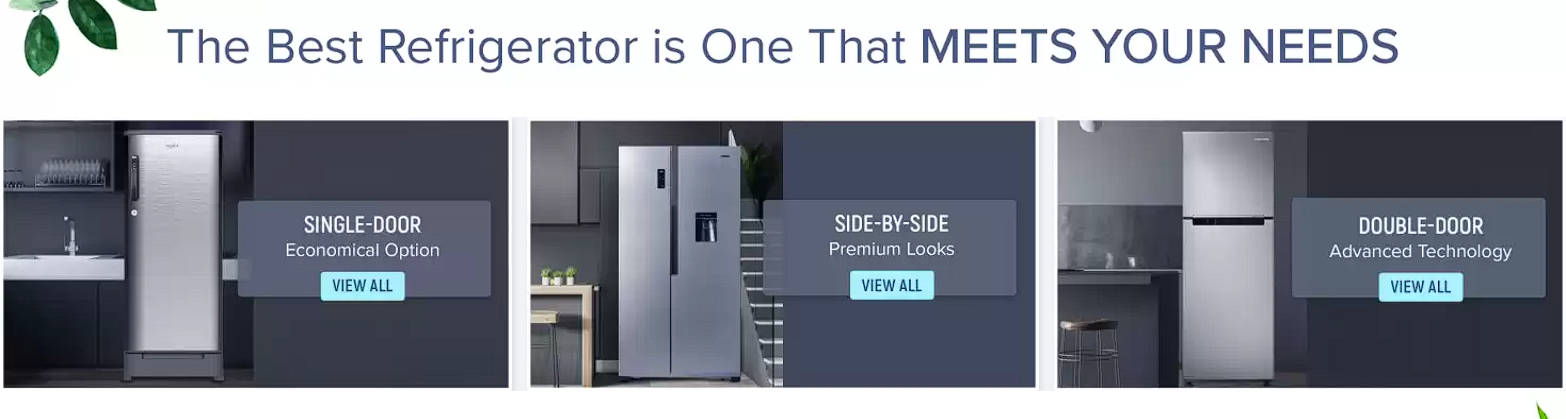 The Best Refrigerator is One That MEETS YOUR NEEDS
SINGLE-DOOR
Economical Option
VIEW ALL
SIDE-BY-SIDE
Premium Looks
VIEW ALL
DOUBLE-DOOR
Advanced Technology
VIEW ALL